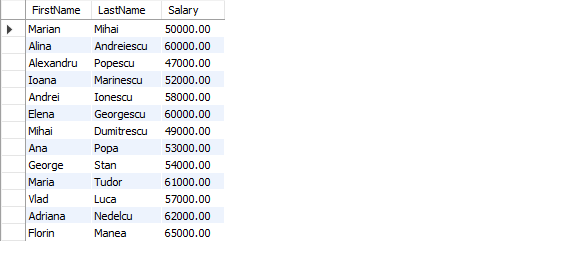 FirstName LastName Salary
Marian Mihai 50000.00
Alina Andreiescu 60000.00
Alexandru Popescu 47000.00
Ioana Marinescu 52000.00
Andrei Ionescu 58000.00
Elena Georgescu 60000.00
Mihai Dumitrescu 49000.00
Ana Popa 53000.00
George Stan 54000.00
Maria Tudor 61000.00
Vlad Luca 57000.00
Adriana Nedelcu 62000.00
Florin Manea 65000.00